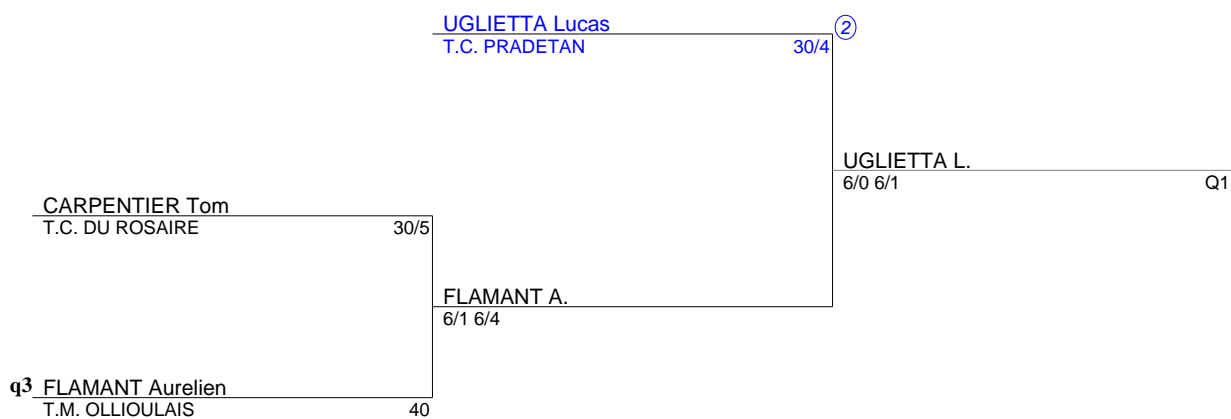 UGLIETTA Lucas 2
T.C. PRADETAN 30/4
UGLIETTA L.
6/0 6/1 Q1
CARPENTIER Tom
T.C. DU ROSAIRE 30/5
FLAMANT A.
6/1 6/4
q3 FLAMANT Aurelien
T.M. OLLIOULAIS 40